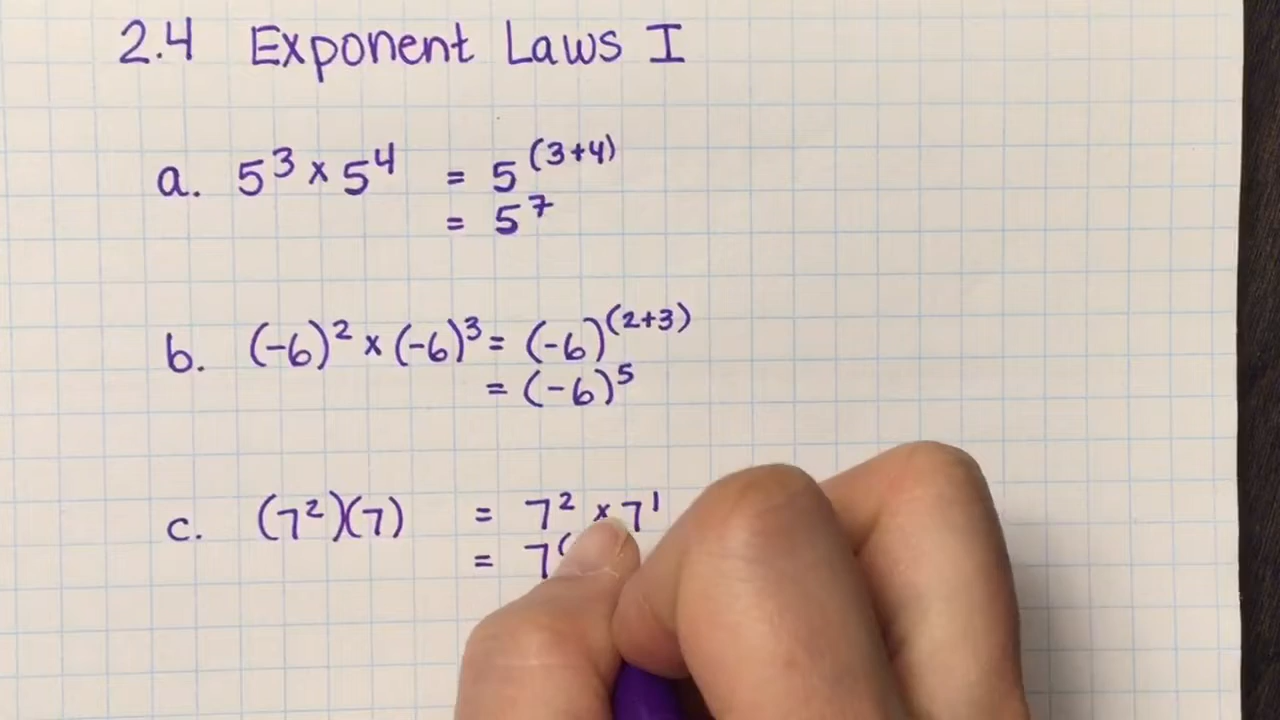 2.4 Exponent Laws I
a. 5³ × 5⁴ = 5⁽³⁺⁴⁾
= 5⁷
b. (-6)² × (-6)³ = (-6)⁽²⁺³⁾
= (-6)⁵
c. (7²)(7) = 7² × 7¹
= 7⁽